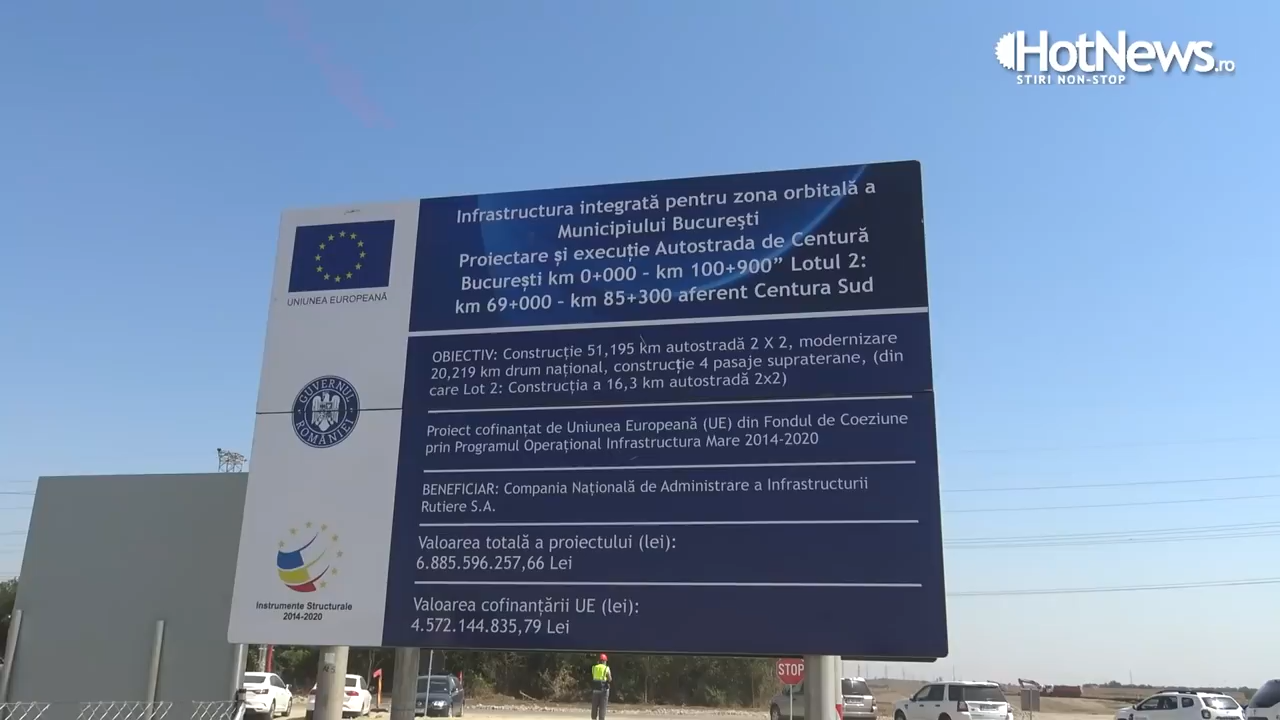 HotNews.ro
STIRI NON-STOP
Infrastructura integrată pentru zona orbitală a
Municipiului București
Proiectare și execuție Autostrada de Centură
București km 0+000 - km 100+900” Lotul 2:
km 69+000 - km 85+300 aferent Centura Sud
UNIUNEA EUROPEANĂ
OBIECTIV: Construcție 51,195 km autostradă 2 X 2, modernizare
20,219 km drum național, construcție 4 pasaje supraterane, (din
care Lot 2: Construcția a 16,3 km autostradă 2x2)
GUVERNUL ROMÂNIEI
Proiect cofinanțat de Uniunea Europeană (UE) din Fondul de Coeziune
prin Programul Operațional Infrastructura Mare 2014-2020
BENEFICIAR: Compania Națională de Administrare a Infrastructurii
Rutiere S.A.
Valoarea totală a proiectului (lei):
6.885.596.257,66 Lei
Instrumente Structurale
2014-2020
Valoarea cofinanțării UE (lei):
4.572.144.835,79 Lei
STOP